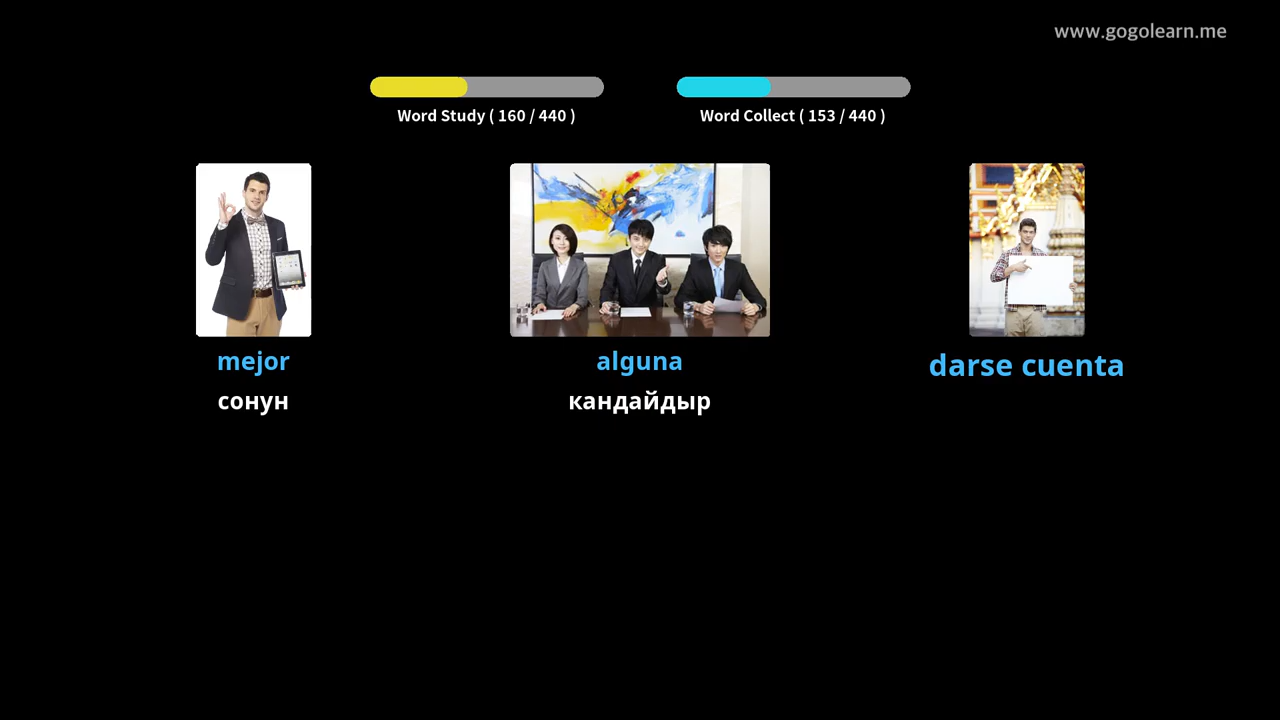 www.gogolearn.me
Word Study ( 160 / 440 )
Word Collect ( 153 / 440 )
mejor
alguna
darse cuenta
сонун
кандайдыр